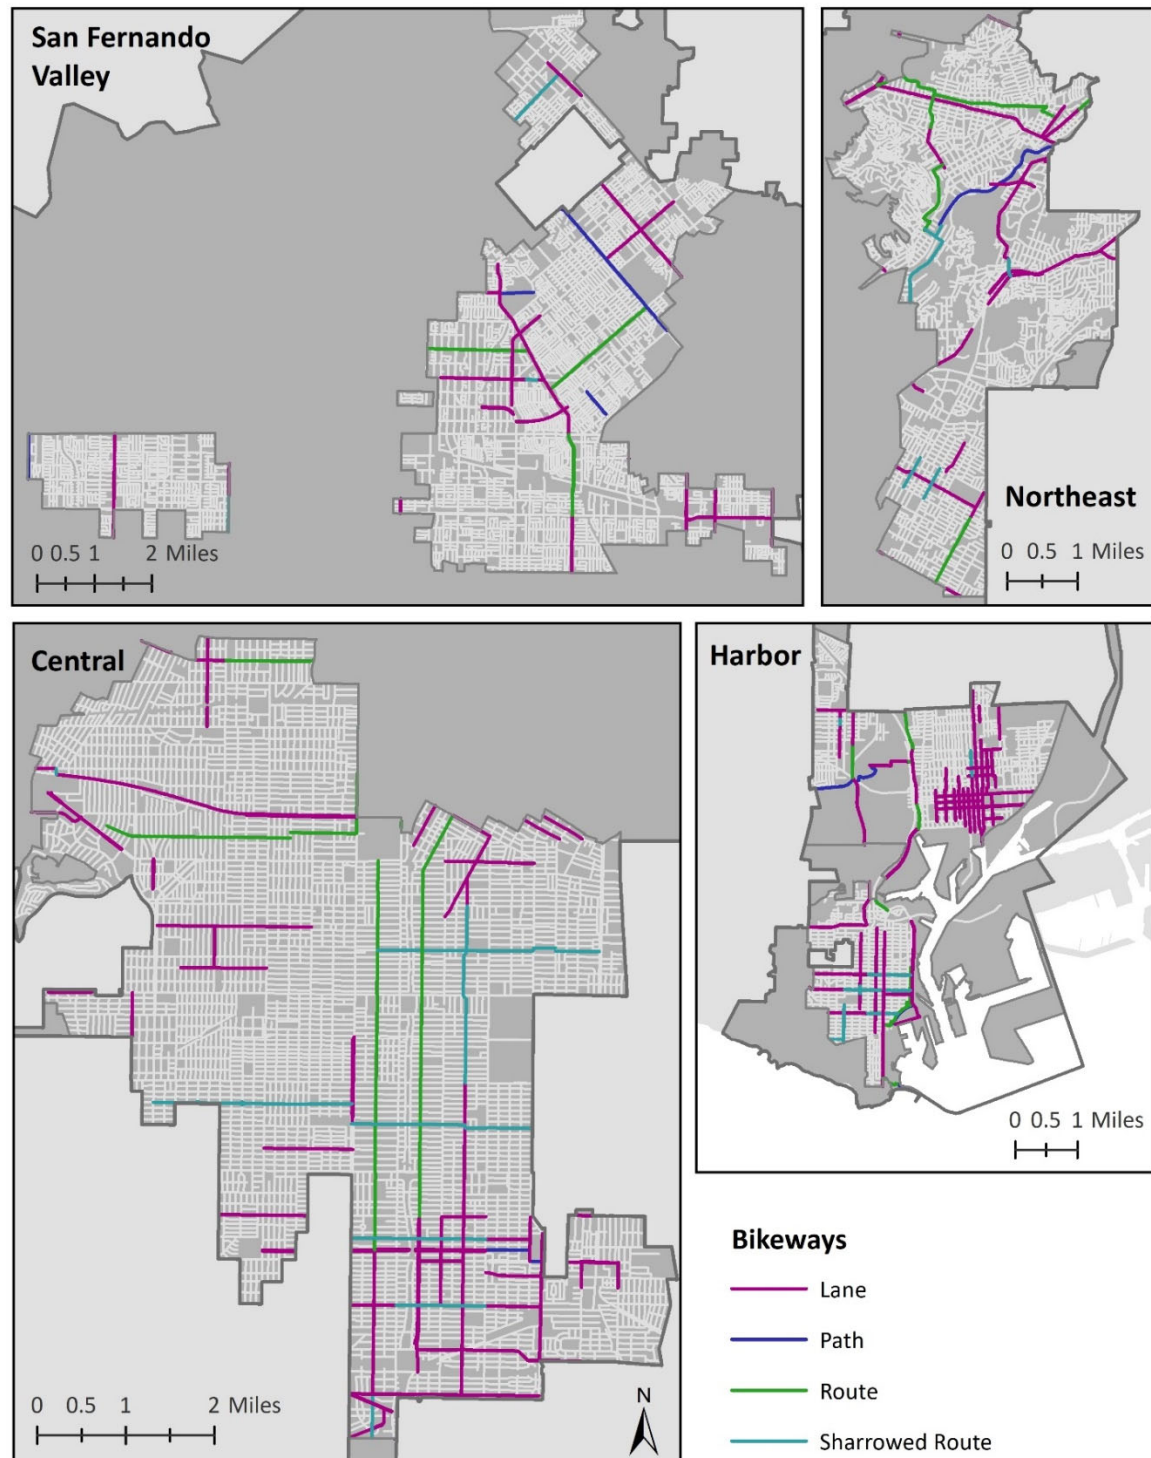 San Fernando
Valley
0 0.5 1 2 Miles
Northeast
0 0.5 1 Miles
Central
0 0.5 1 2 Miles
N
Harbor
0 0.5 1 Miles
Bikeways
Lane
Path
Route
Sharrowed Route